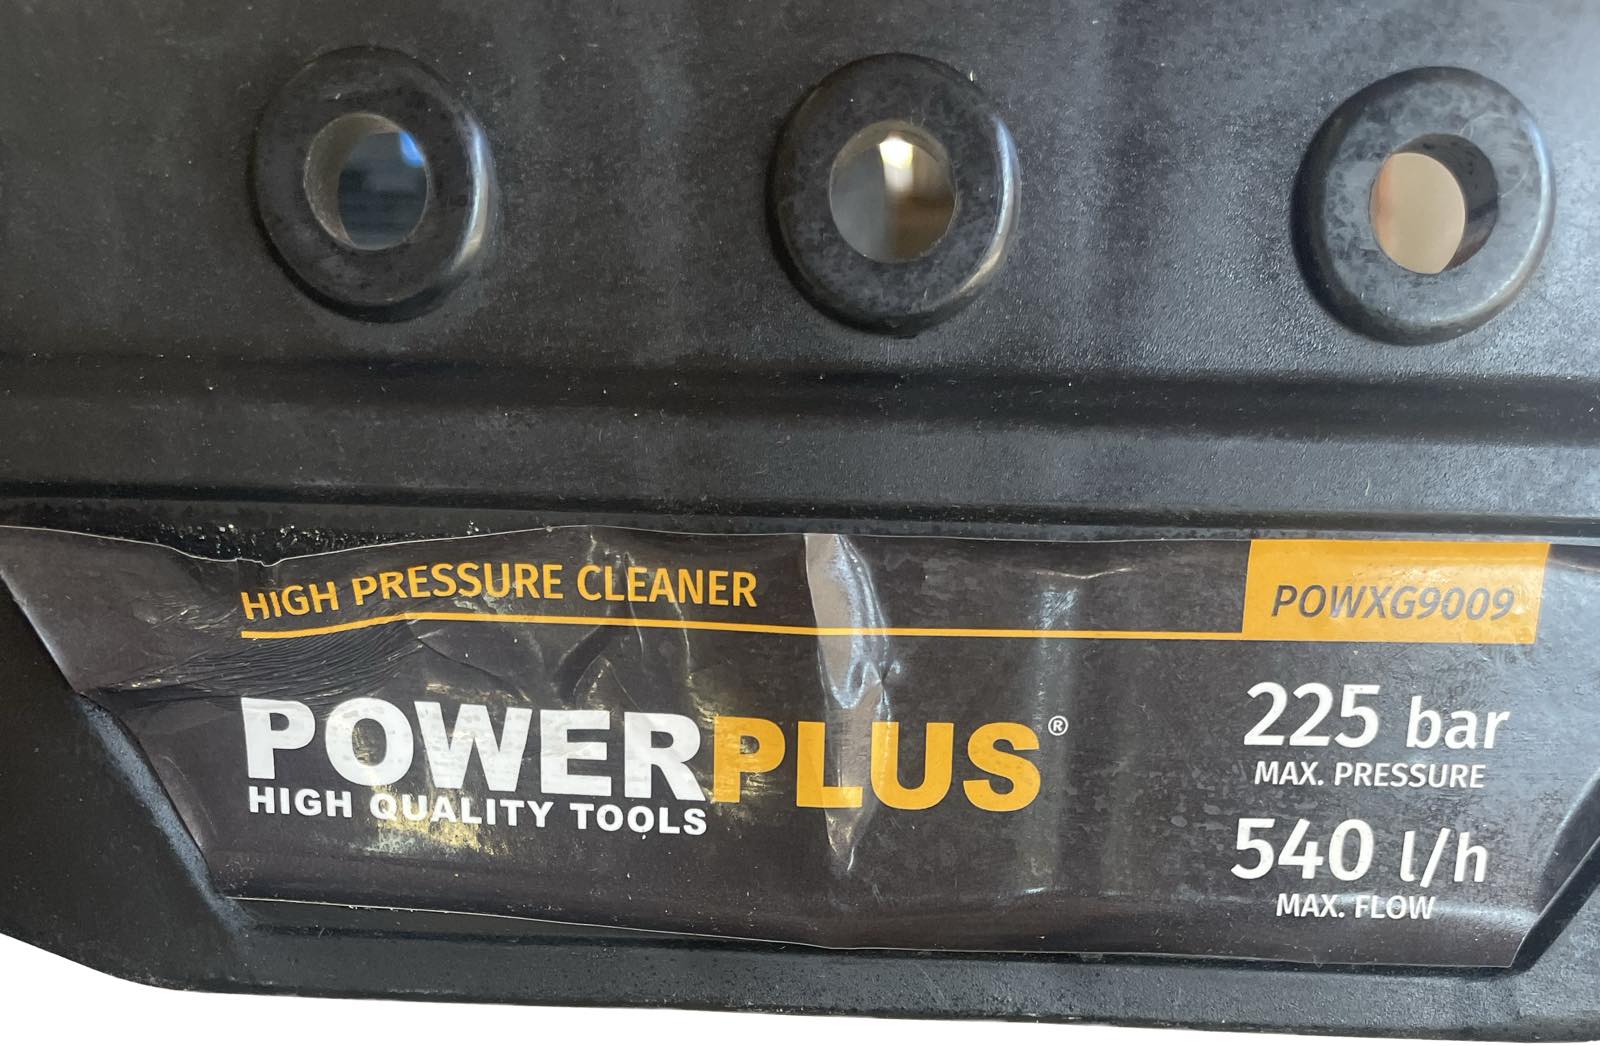 HIGH PRESSURE CLEANER
POWXG9009
POWERPLUS®
HIGH QUALITY TOOLS
225 bar
MAX. PRESSURE
540 l/h
MAX. FLOW